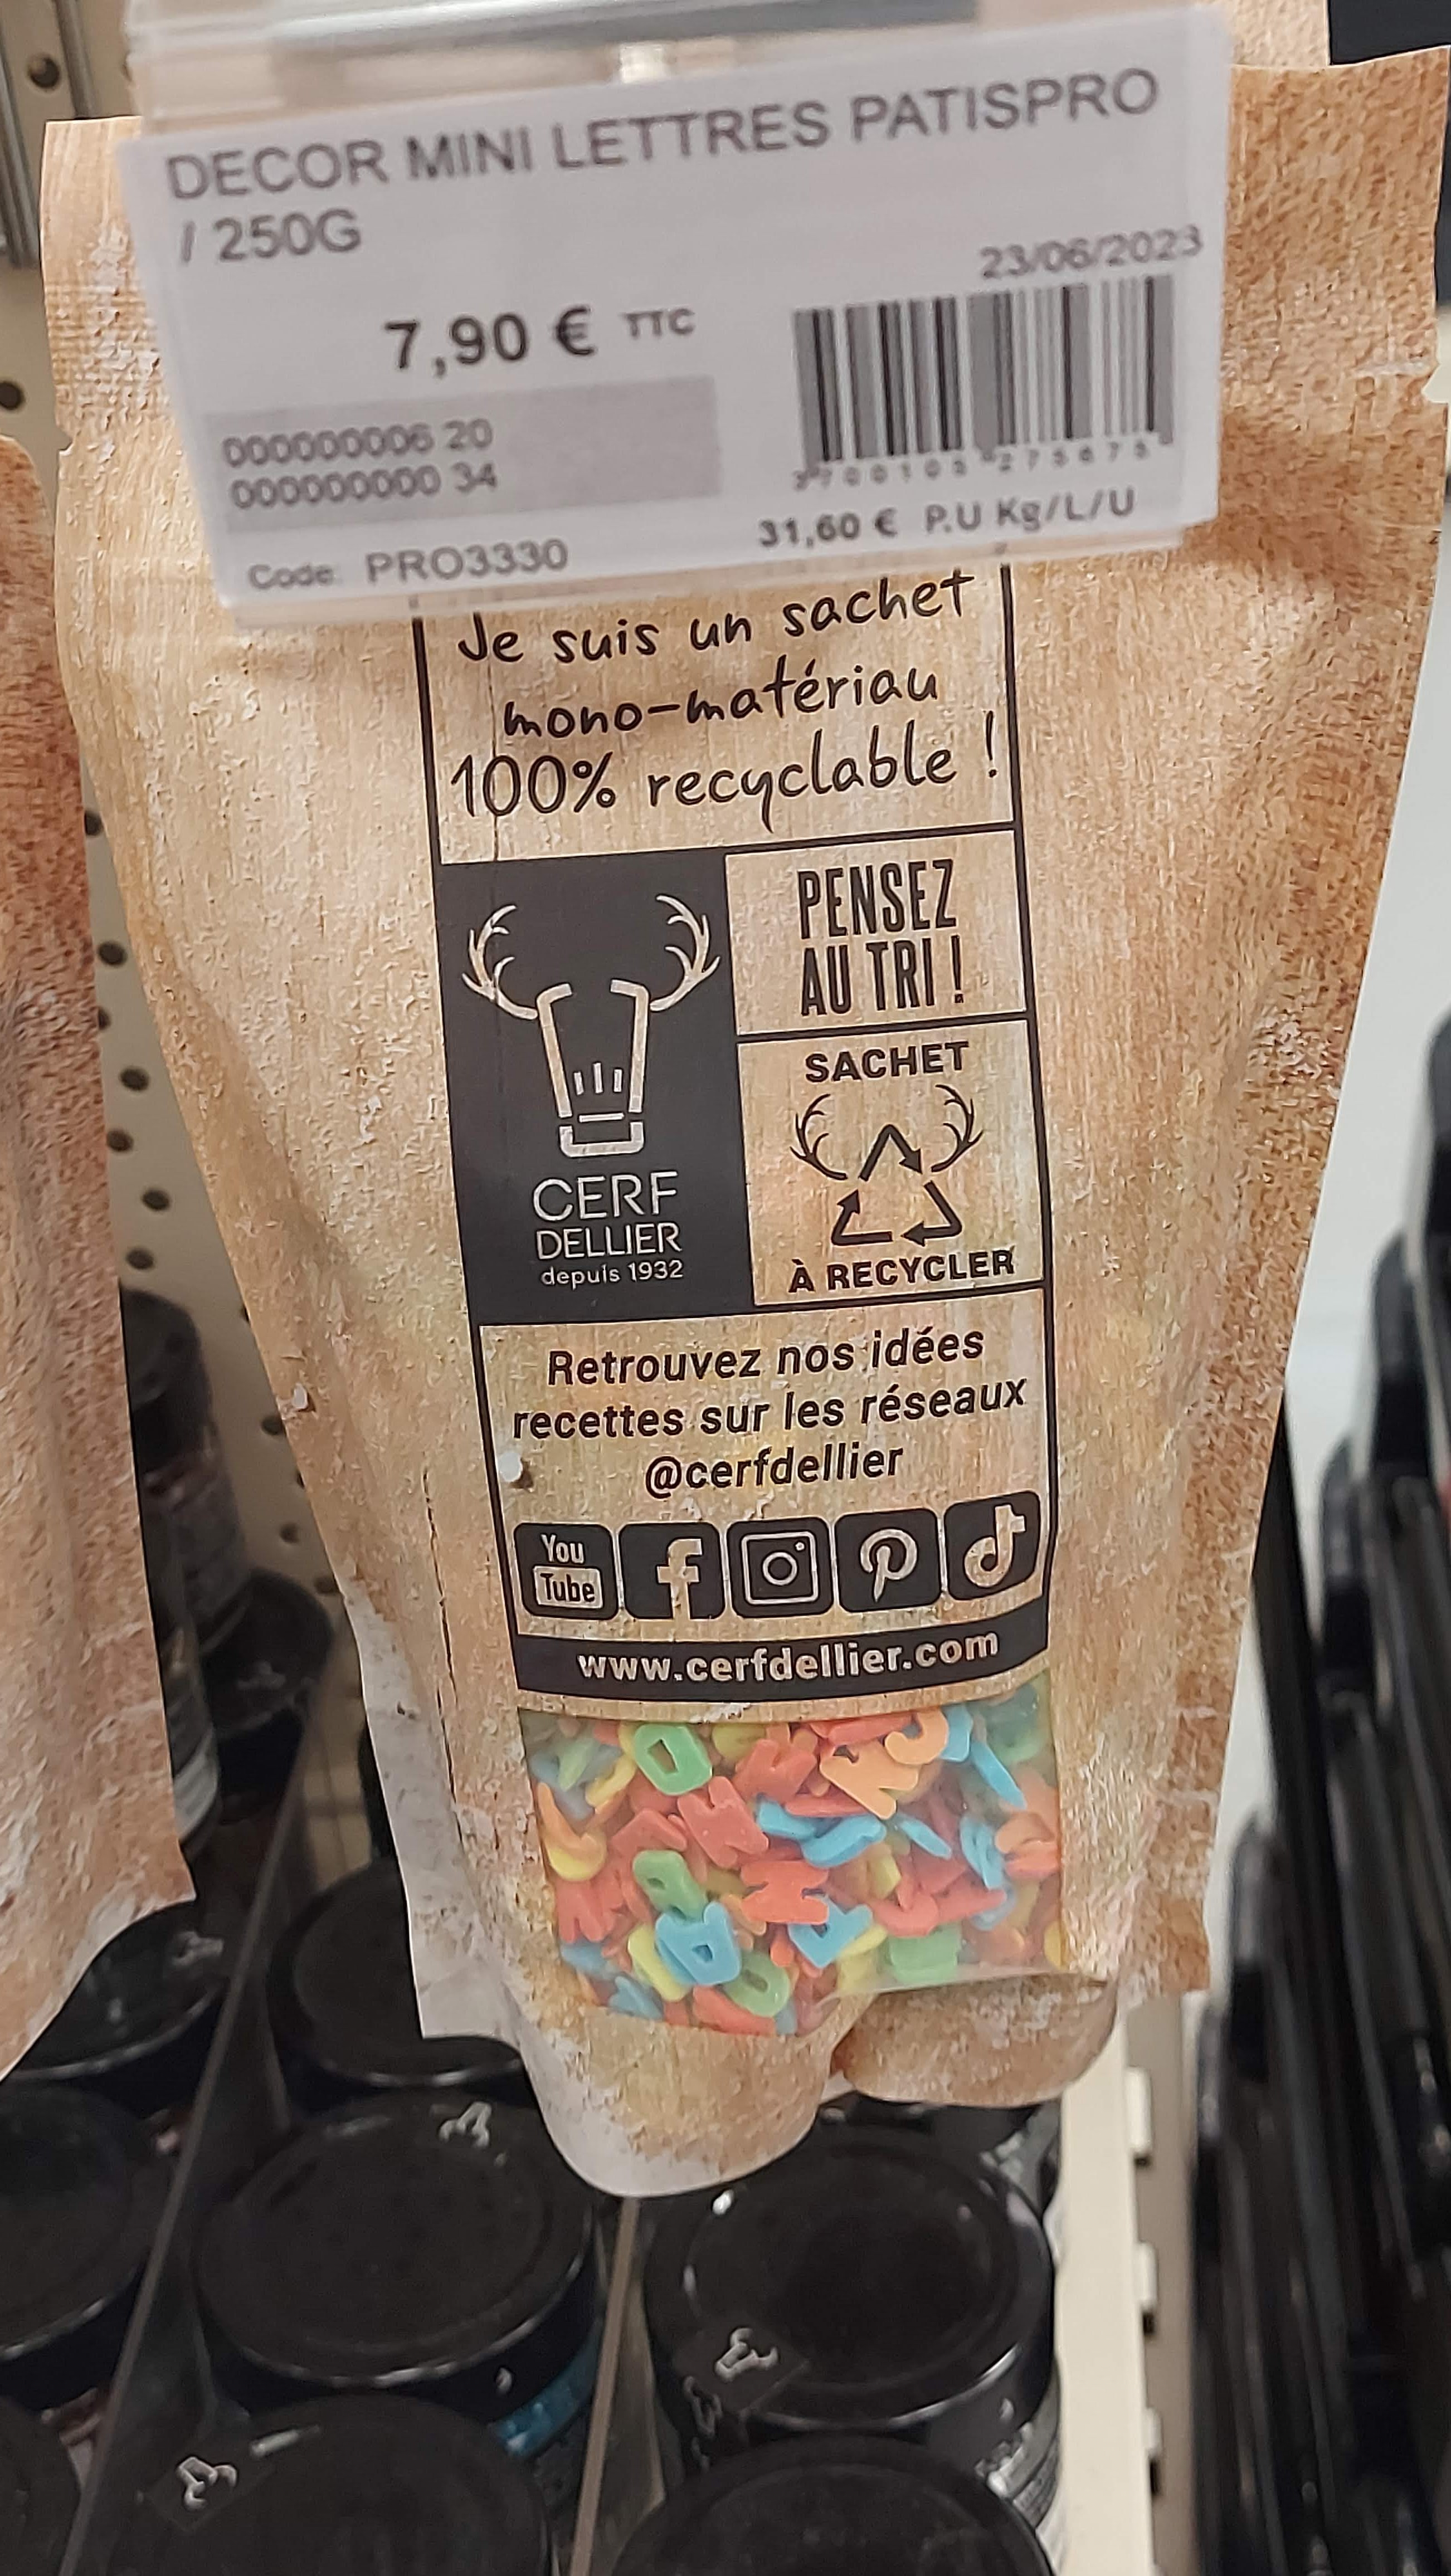 DECOR MINI LETTRES PATISPRO
/ 250G
23/06/2023
7,90 € TTC
000000006 20
000000000 34
3700105275675
31,60 € P.U Kg/L/U
Code: PRO3330
Je suis un sachet
mono-matériau
100% recyclable !
PENSEZ
AU TRI !
SACHET
À RECYCLER
CERF
DELLIER
depuis 1932
Retrouvez nos idées
recettes sur les réseaux
@cerfdellier
You
Tube
www.cerfdellier.com